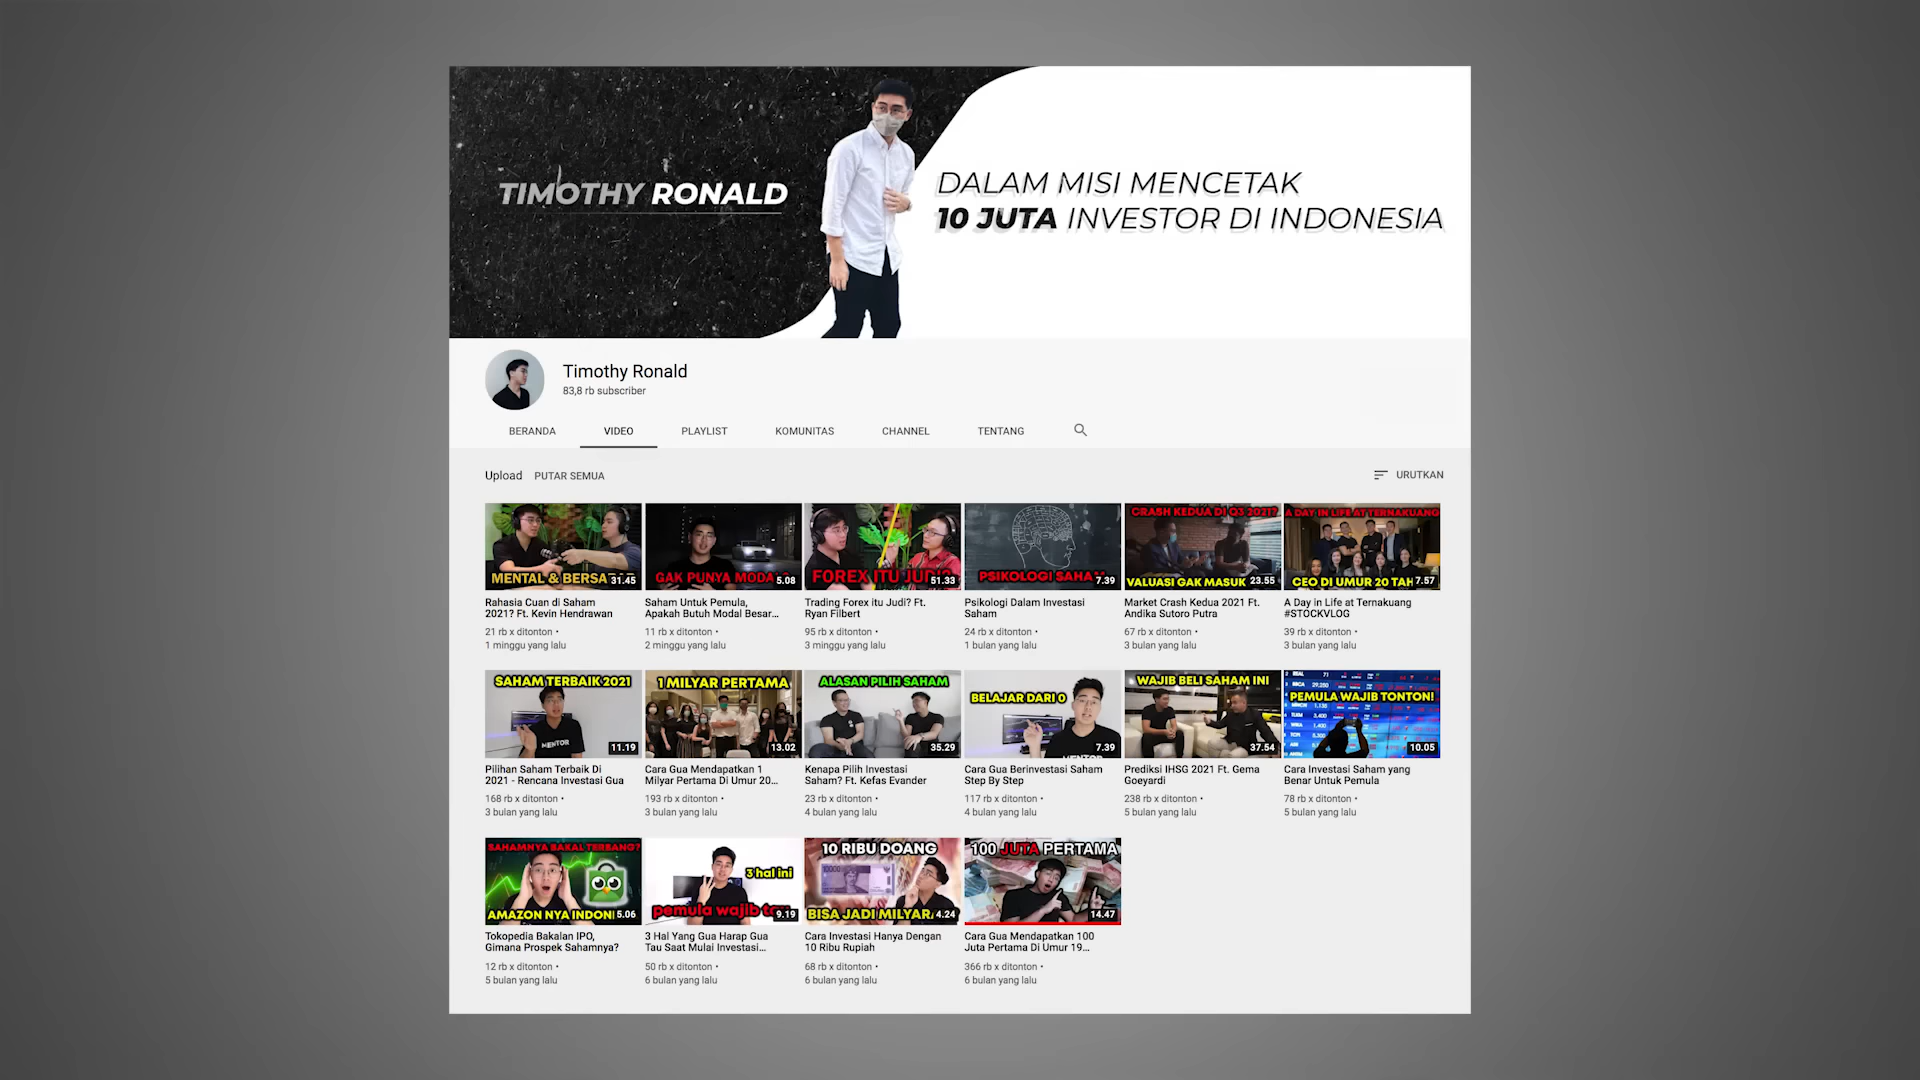 TIMOTHY RONALD
DALAM MISI MENCETAK
10 JUTA INVESTOR DI INDONESIA
Timothy Ronald
83,8 rb subscriber
BERANDA VIDEO PLAYLIST KOMUNITAS CHANNEL TENTANG
Upload PUTAR SEMUA URUTKAN
MENTAL & BERSA
31.45
Rahasia Cuan di Saham
2021? Ft. Kevin Hendrawan
21 rb x ditonton •
1 minggu yang lalu
GAK PUNYA MODA
5.08
Saham Untuk Pemula,
Apakah Butuh Modal Besar...
11 rb x ditonton •
2 minggu yang lalu
FOREX ITU JUDI?
51.33
Trading Forex itu Judi? Ft.
Ryan Filbert
95 rb x ditonton •
3 minggu yang lalu
PSIKOLOGI SAHAM
7.39
Psikologi Dalam Investasi
Saham
24 rb x ditonton •
1 bulan yang lalu
CRASH KEDUA DI Q3 2021?
VALUASI GAK MASUK
23.55
Market Crash Kedua 2021 Ft.
Andika Sutoro Putra
67 rb x ditonton •
3 bulan yang lalu
A DAY IN LIFE AT TERNAKUANG
CEO DI UMUR 20 TAH
7.57
A Day in Life at Ternakuang
#STOCKVLOG
39 rb x ditonton •
3 bulan yang lalu
SAHAM TERBAIK 2021
MENTOR
11.19
Pilihan Saham Terbaik Di
2021 - Rencana Investasi Gua
168 rb x ditonton •
3 bulan yang lalu
1 MILYAR PERTAMA
13.02
Cara Gua Mendapatkan 1
Milyar Pertama Di Umur 20...
193 rb x ditonton •
3 bulan yang lalu
ALASAN PILIH SAHAM
35.29
Kenapa Pilih Investasi
Saham? Ft. Kefas Evander
23 rb x ditonton •
4 bulan yang lalu
BELAJAR DARI 0
MENTOR
7.39
Cara Gua Berinvestasi Saham
Step By Step
117 rb x ditonton •
4 bulan yang lalu
WAJIB BELI SAHAM INI
37.54
Prediksi IHSG 2021 Ft. Gema
Goeyardi
238 rb x ditonton •
5 bulan yang lalu
PEMULA WAJIB TONTON!
10.05
Cara Investasi Saham yang
Benar Untuk Pemula
78 rb x ditonton •
5 bulan yang lalu
SAHAMNYA BAKAL TERBANG?
AMAZON NYA INDON
5.06
Tokopedia Bakalan IPO,
Gimana Prospek Sahamnya?
12 rb x ditonton •
5 bulan yang lalu
3 hal ini
pemula wajib ta
9.19
3 Hal Yang Gua Harap Gua
Tau Saat Mulai Investasi...
50 rb x ditonton •
6 bulan yang lalu
10 RIBU DOANG
BISA JADI MILYAR
4.24
Cara Investasi Hanya Dengan
10 Ribu Rupiah
68 rb x ditonton •
6 bulan yang lalu
100 JUTA PERTAMA
14.47
Cara Gua Mendapatkan 100
Juta Pertama Di Umur 19...
366 rb x ditonton •
6 bulan yang lalu